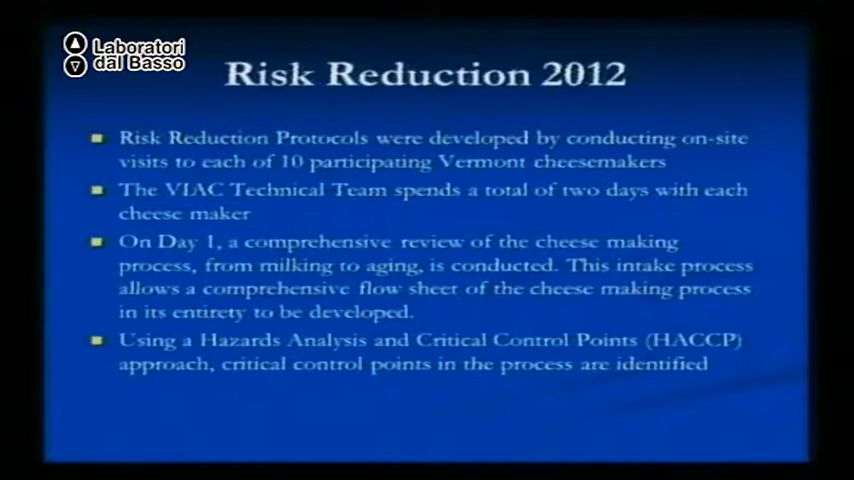 Laboratori
dal Basso
Risk Reduction 2012
Risk Reduction Protocols were developed by conducting on-site
visits to each of 10 participating Vermont cheesemakers
The VIAC Technical Team spends a total of two days with each
cheese maker
On Day 1, a comprehensive review of the cheese making
process, from milking to aging, is conducted. This intake process
allows a comprehensive flow sheet of the cheese making process
in its entirety to be developed.
Using a Hazards Analysis and Critical Control Points (HACCP)
approach, critical control points in the process are identified